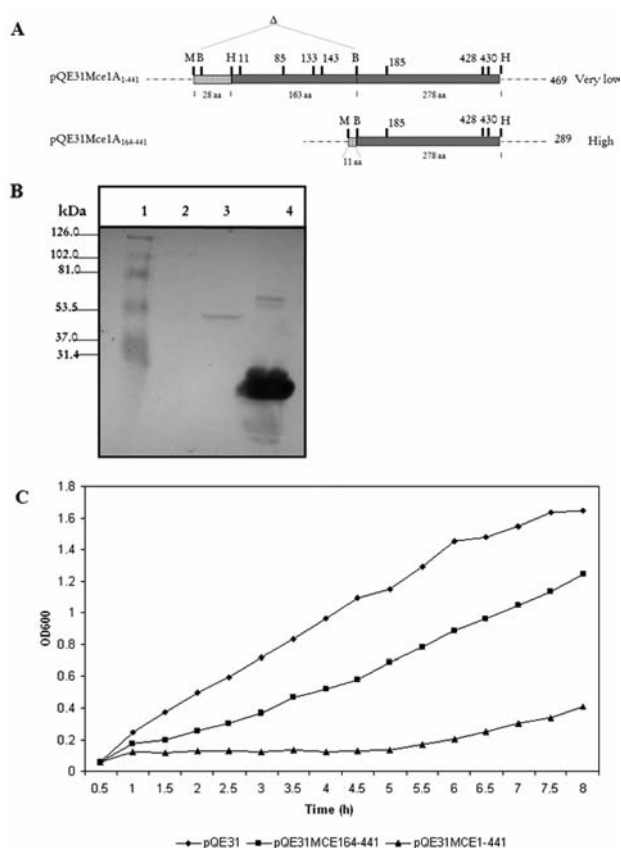 A
Δ
M B H 11 85 133 143 B 185 428 430 H
pQE31Mce1A1-441 469 Very low
28 aa 163 aa 278 aa
M B 185 428 430 H
pQE31Mce1A164-441 289 High
11 aa 278 aa
B
kDa 1 2 3 4
126.0
102.0
81.0
53.5
37.0
31.4
C
1.8
1.6
1.4
1.2
1
0.8
0.6
0.4
0.2
0
OD600
0.5 1 1.5 2 2.5 3 3.5 4 4.5 5 5.5 6 6.5 7 7.5 8
Time (h)
pQE31 pQE31MCE164-441 pQE31MCE1-441